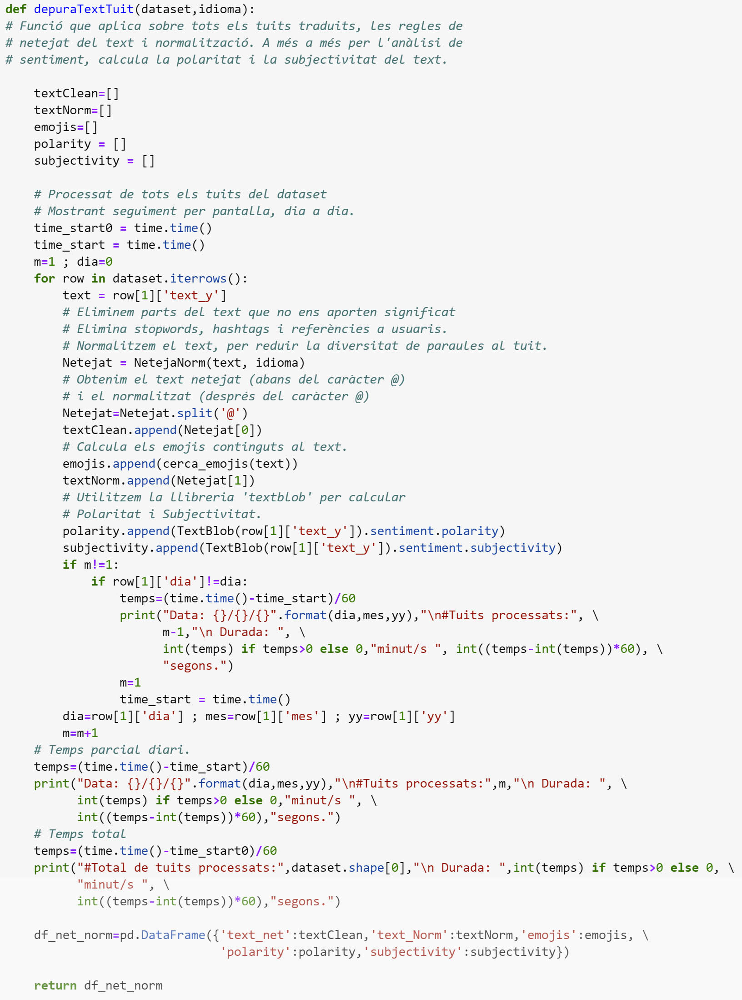 def depuraTextTuit(dataset,idioma):
# Funció que aplica sobre tots els tuits traduits, les regles de
# netejat del text i normalització. A més a més per l'anàlisi de
# sentiment, calcula la polaritat i la subjectivitat del text.

    textClean=[]
    textNorm=[]
    emojis=[]
    polarity = []
    subjectivity = []

    # Processat de tots els tuits del dataset
    # Mostrant seguiment per pantalla, dia a dia.
    time_start0 = time.time()
    time_start = time.time()
    m=1 ; dia=0
    for row in dataset.iterrows():
        text = row[1]['text_y']
        # Eliminem parts del text que no ens aporten significat
        # Elimina stopwords, hashtags i referències a usuaris.
        # Normalitzem el text, per reduir la diversitat de paraules al tuit.
        Netejat = NetejaNorm(text, idioma)
        # Obtenim el text netejat (abans del caràcter @)
        # i el normalitzat (després del caràcter @)
        Netejat=Netejat.split('@')
        textClean.append(Netejat[0])
        # Calcula els emojis continguts al text.
        emojis.append(cerca_emojis(text))
        textNorm.append(Netejat[1])
        # Utilitzem la llibreria 'textblob' per calcular
        # Polaritat i Subjectivitat.
        polarity.append(TextBlob(row[1]['text_y']).sentiment.polarity)
        subjectivity.append(TextBlob(row[1]['text_y']).sentiment.subjectivity)
        if m!=1:
            if row[1]['dia']!=dia:
                temps=(time.time()-time_start)/60
                print("Data: {}/{}/{}".format(dia,mes,yy),"\n#Tuits processats:", \
                      m-1,"\n Durada: ", \
                      int(temps) if temps>0 else 0,"minut/s ", int((temps-int(temps))*60), \
                      "segons.")
                m=1
                time_start = time.time()
        dia=row[1]['dia'] ; mes=row[1]['mes'] ; yy=row[1]['yy']
        m=m+1
    # Temps parcial diari.
    temps=(time.time()-time_start)/60
    print("Data: {}/{}/{}".format(dia,mes,yy),"\n#Tuits processats:",m,"\n Durada: ", \
          int(temps) if temps>0 else 0,"minut/s ", \
          int((temps-int(temps))*60),"segons.")
    # Temps total
    temps=(time.time()-time_start0)/60
    print("#Total de tuits processats:",dataset.shape[0],"\n Durada: ",int(temps) if temps>0 else 0, \
          "minut/s ", \
          int((temps-int(temps))*60),"segons.")

    df_net_norm=pd.DataFrame({'text_net':textClean,'text_Norm':textNorm,'emojis':emojis, \
                              'polarity':polarity,'subjectivity':subjectivity})

    return df_net_norm